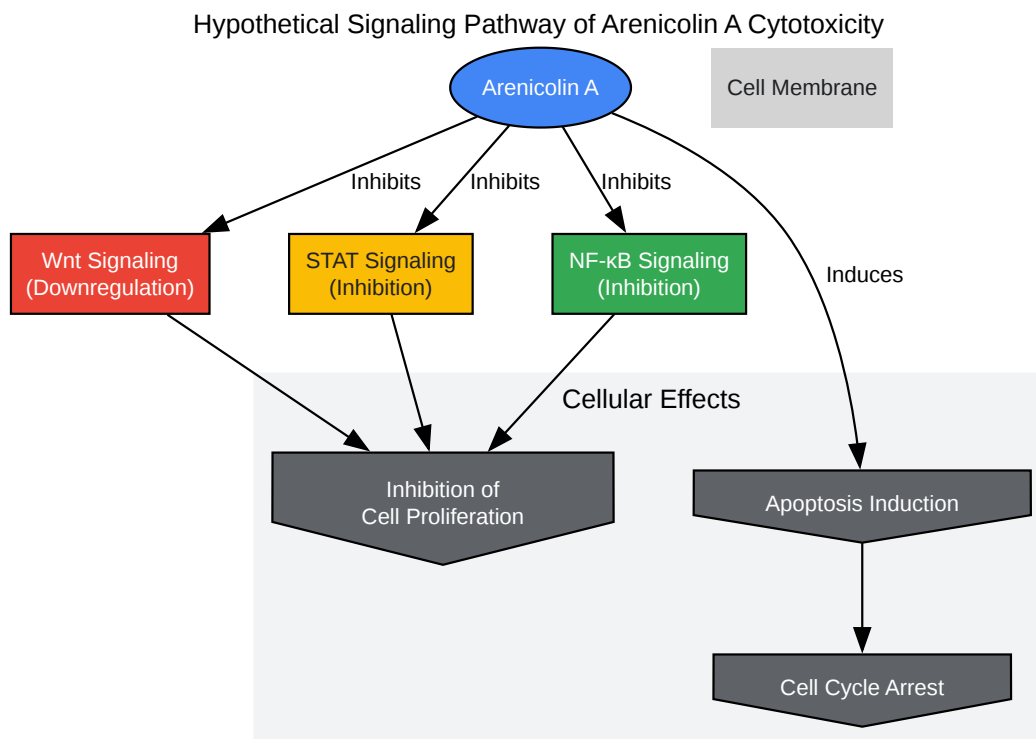 Hypothetical Signaling Pathway of Arenicolin A Cytotoxicity
Arenicolin A
Cell Membrane
Inhibits
Inhibits
Inhibits
Wnt Signaling
(Downregulation)
STAT Signaling
(Inhibition)
NF-κB Signaling
(Inhibition)
Induces
Cellular Effects
Inhibition of
Cell Proliferation
Apoptosis Induction
Cell Cycle Arrest